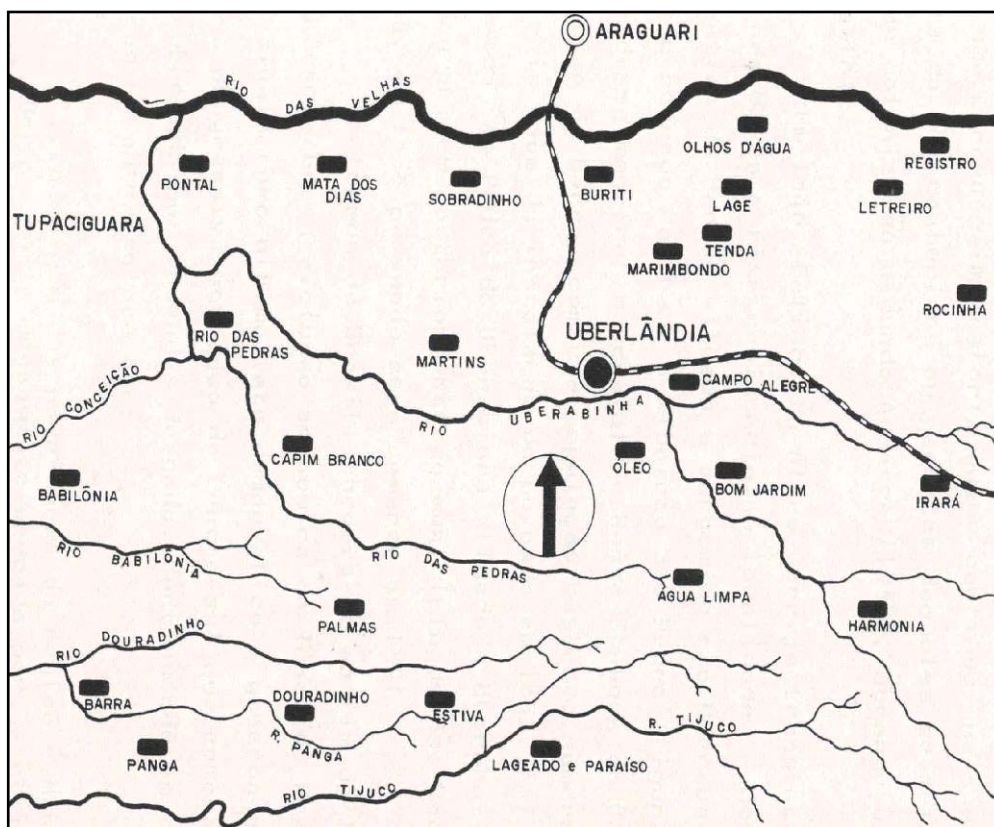 ARAGUARI
RIO DAS VELHAS
OLHOS D'ÁGUA
REGISTRO
PONTAL
MATA DOS
DIAS
SOBRADINHO
BURITI
LAGE
LETREIRO
TUPACIGUARA
TENDA
MARIMBONDO
ROCINHA
RIO DAS
PEDRAS
MARTINS
UBERLÂNDIA
CAMPO ALEGRE
RIO CONCEIÇÃO
RIO UBERABINHA
BABILÔNIA
CAPIM BRANCO
ÓLEO
BOM JARDIM
IRARÁ
RIO BABILÔNIA
RIO DAS PEDRAS
ÁGUA LIMPA
PALMAS
HARMONIA
RIO DOURADINHO
BARRA
DOURADINHO
ESTIVA
R. PANGA
R. TIJUCO
PANGA
LAGEADO e PARAÍSO
RIO TIJUCO